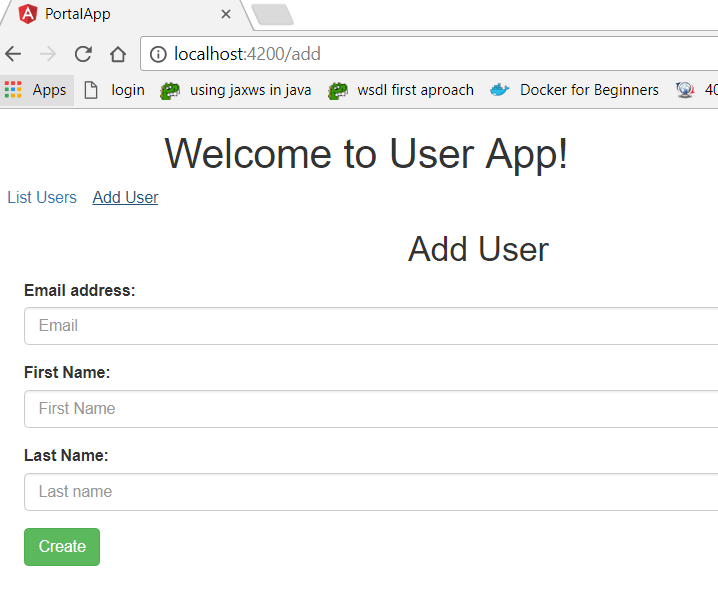 PortalApp
localhost:4200/add
Apps login using jaxws in java wsdl first aproach Docker for Beginners 40
Welcome to User App!
List Users Add User
Add User
Email address:
Email
First Name:
First Name
Last Name:
Last name
Create